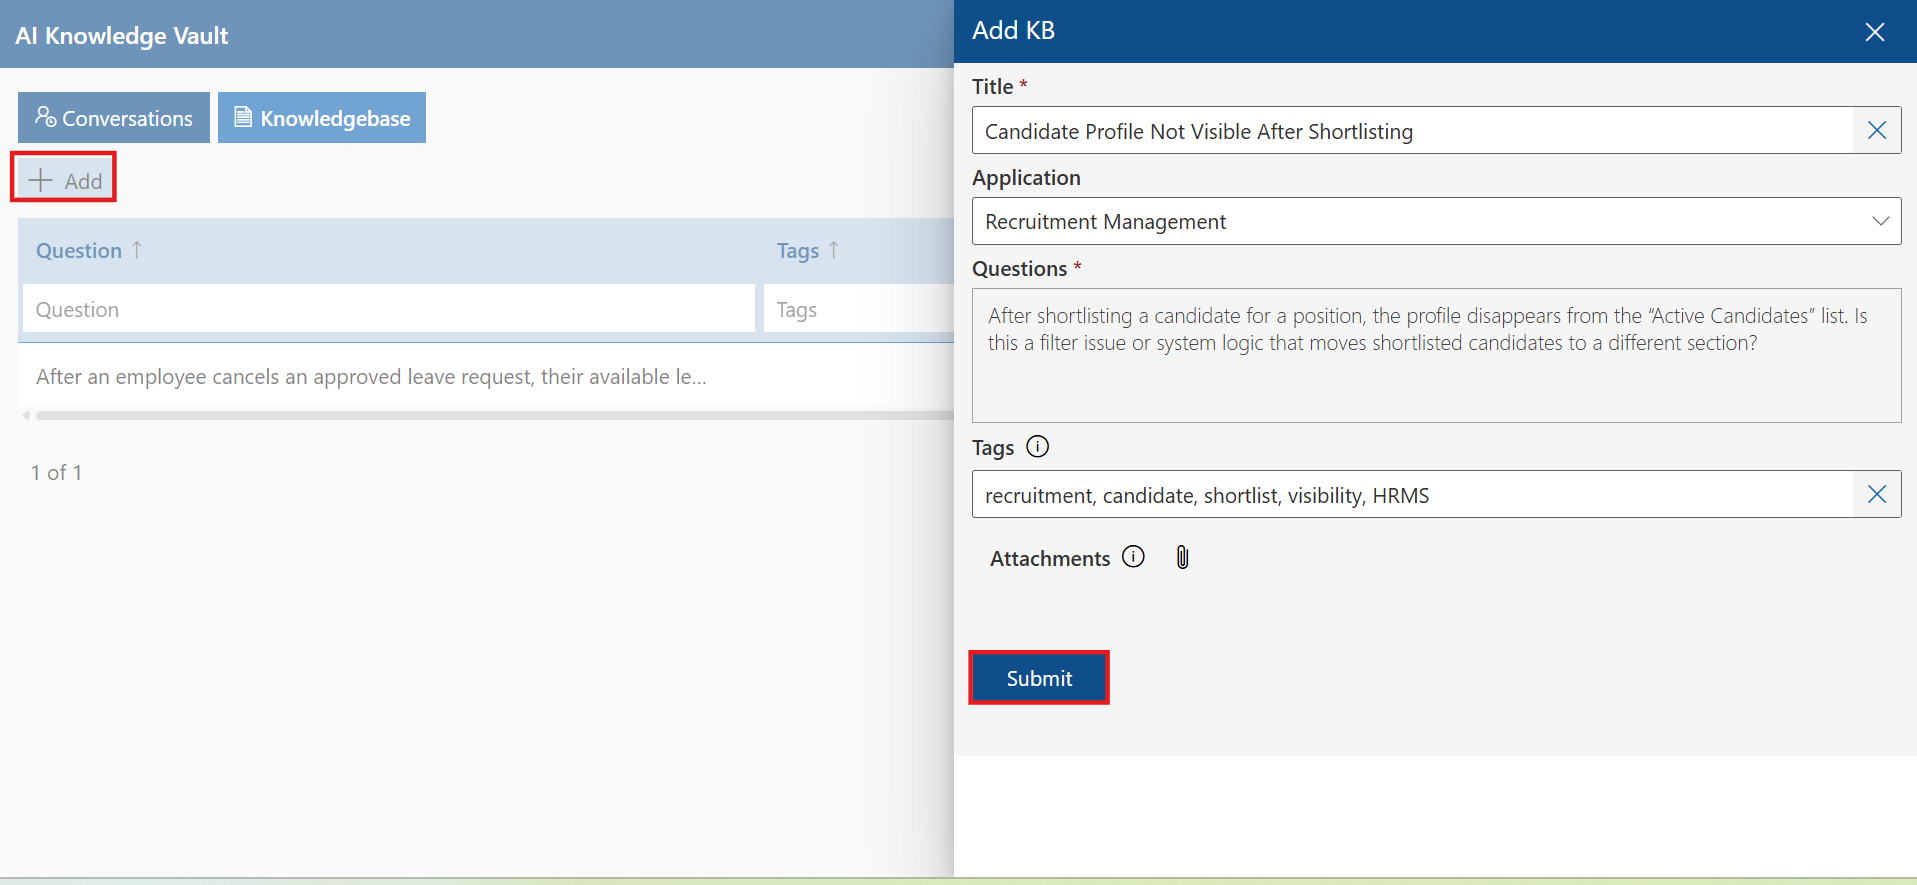 AI Knowledge Vault
Conversations
Knowledgebase
Add
Question ↑
Tags ↑
Question
Tags
After an employee cancels an approved leave request, their available le...
1 of 1
Add KB
Title *
Candidate Profile Not Visible After Shortlisting
Application
Recruitment Management
Questions *
After shortlisting a candidate for a position, the profile disappears from the “Active Candidates” list. Is
this a filter issue or system logic that moves shortlisted candidates to a different section?
Tags
recruitment, candidate, shortlist, visibility, HRMS
Attachments
Submit